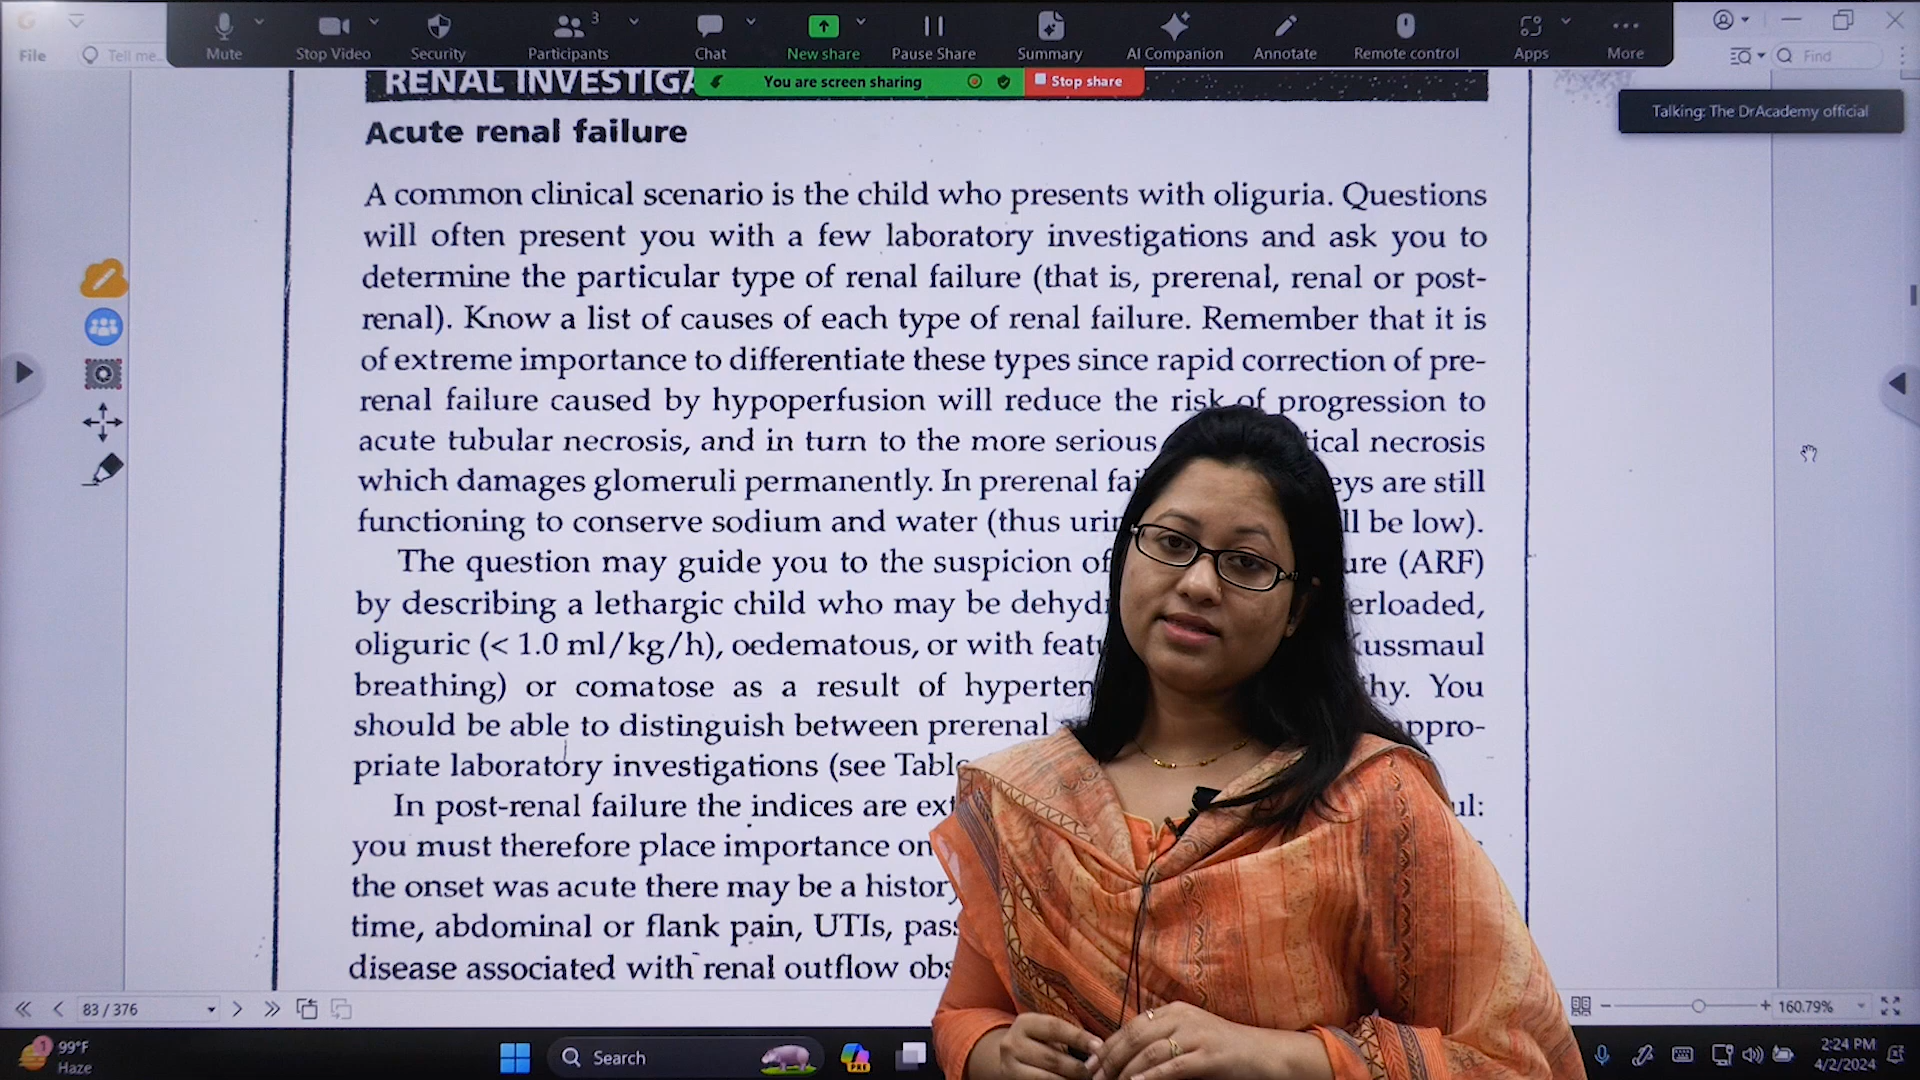 Mute
Stop Video
Security
Participants
3
Chat
New share
Pause Share
Summary
AI Companion
Annotate
Remote control
Apps
More
File
Tell me...
Find
You are screen sharing
Stop share
Talking: The DrAcademy official
RENAL INVESTIGA
Acute renal failure
A common clinical scenario is the child who presents with oliguria. Questions
will often present you with a few laboratory investigations and ask you to
determine the particular type of renal failure (that is, prerenal, renal or post-
renal). Know a list of causes of each type of renal failure. Remember that it is
of extreme importance to differentiate these types since rapid correction of pre-
renal failure caused by hypoperfusion will reduce the risk of progression to
acute tubular necrosis, and in turn to the more serious tical necrosis
which damages glomeruli permanently. In prerenal fai eys are still
functioning to conserve sodium and water (thus urin ll be low).
The question may guide you to the suspicion of ure (ARF)
by describing a lethargic child who may be dehyd erloaded,
oliguric (< 1.0 ml/kg/h), oedematous, or with feat Kussmaul
breathing) or comatose as a result of hyperten thy. You
should be able to distinguish between prerenal appro-
priate laboratory investigations (see Table
In post-renal failure the indices are ext ul:
you must therefore place importance on
the onset was acute there may be a history
time, abdominal or flank pain, UTIs, pass
disease associated with renal outflow obs
83 / 376
160.79%
1
99°F
Haze
Search
PRE
2:24 PM
4/2/2024